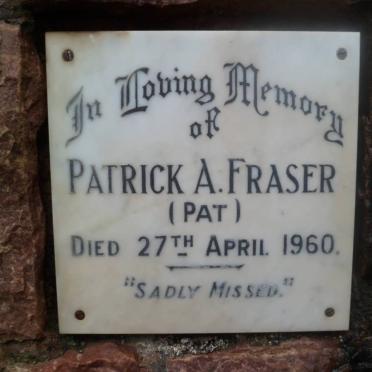 In Loving Memory
of
PATRICK A. FRASER
(PAT)
DIED 27TH APRIL 1960.
"SADLY MISSED."